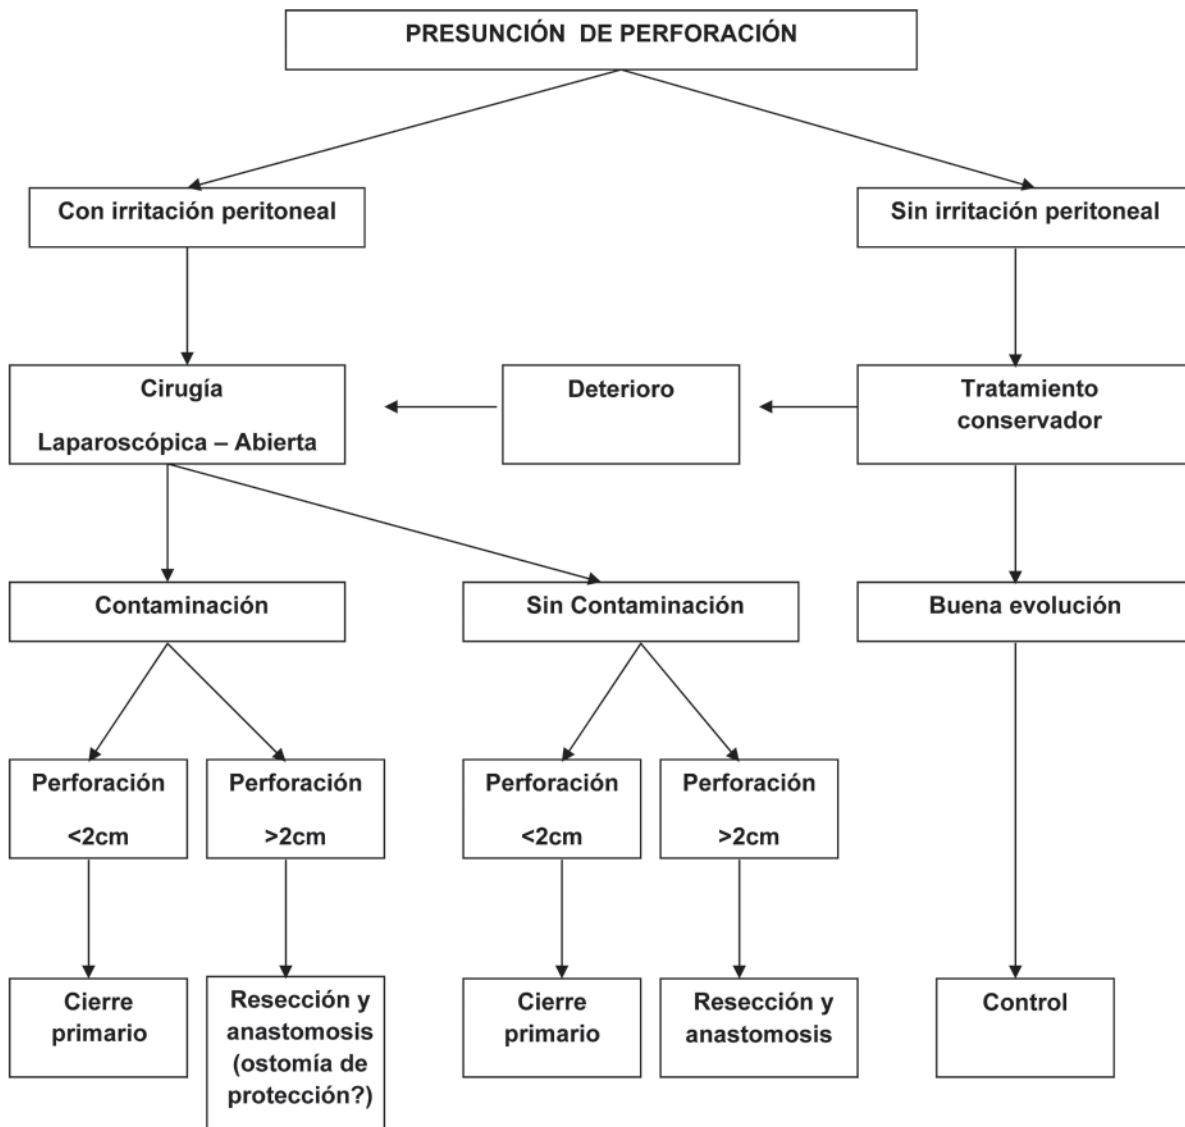 PRESUNCIÓN DE PERFORACIÓN
Con irritación peritoneal
Sin irritación peritoneal
Cirugía
Laparoscópica – Abierta
Deterioro
Tratamiento
conservador
Contaminación
Sin Contaminación
Buena evolución
Perforación
<2cm
Perforación
>2cm
Perforación
<2cm
Perforación
>2cm
Cierre
primario
Resección y
anastomosis
(ostomía de
protección?)
Cierre
primario
Resección y
anastomosis
Control